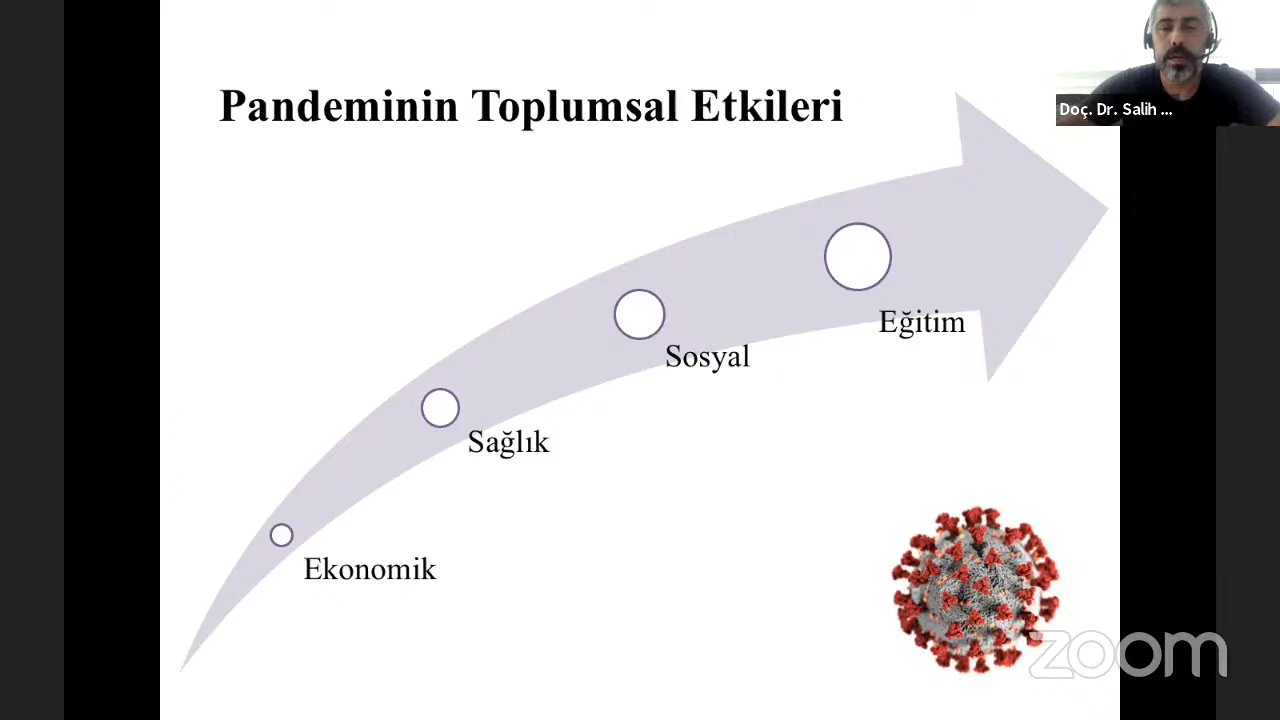 Pandeminin Toplumsal Etkileri
Doç. Dr. Salih ...
Eğitim
Sosyal
Sağlık
Ekonomik
zoom